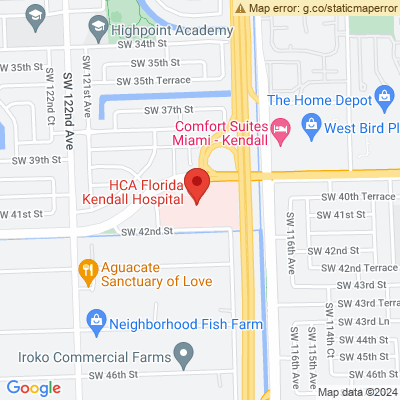 Map error: g.co/staticmaperror
Highpoint Academy
SW 34th St
SW 35th St
SW 35th Terrace
SW 122nd Ct
SW 121st Ave
SW 122nd Ave
SW 37th St
The Home Depot
Comfort Suites
Miami - Kendall
West Bird Pl
SW 39th St
HCA Florida
Kendall Hospital
SW 40th Terrace
SW 41st St
SW 41st St
SW 42nd St
SW 116th Ave
SW 42nd St
Aguacate
Sanctuary of Love
SW 42nd Terrace
SW 43rd St
SW 43rd Terrace
Neighborhood Fish Farm
SW 43rd Ln
SW 114th Ct
SW 44th St
Iroko Commercial Farms
SW 116th Ave
SW 115th Ave
SW 45th St
SW 46th St
SW 46th St
Google
Map data ©2024